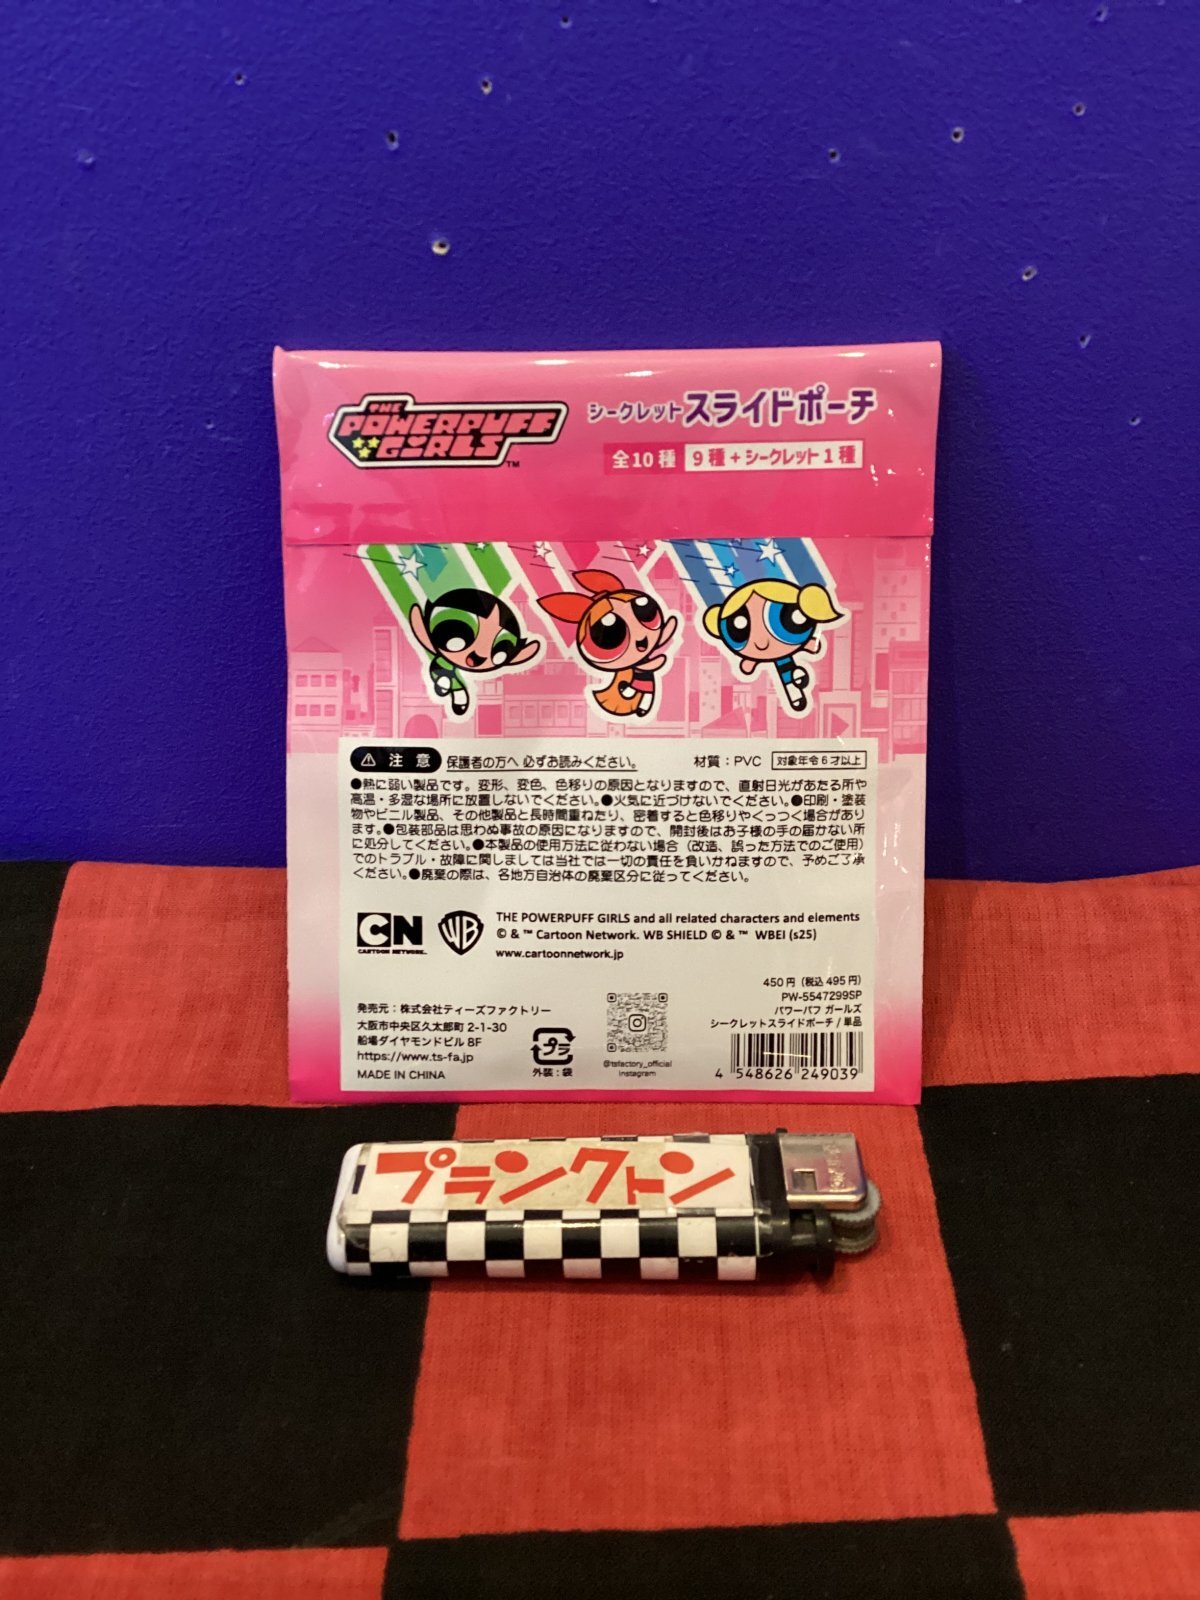 THE
POWERPUFF
GIRLS
™
シークレットスライドポーチ
全10種 9種+シークレット1種
⚠ 注意 保護者の方へ 必ずお読みください。 材質：PVC 対象年令6才以上
●熱に弱い製品です。変形、変色、色移りの原因となりますので、直射日光があたる所や
高温・多湿な場所に放置しないでください。●火気に近づけないでください。●印刷・塗装
物やビニル製品、その他製品と長時間重ねたり、密着すると色移りやくっつく場合があり
ます。●包装部品は思わぬ事故の原因になりますので、開封後はお子様の手の届かない所
に処分してください。●本製品の使用方法に従わない場合（改造、誤った方法でのご使用）
でのトラブル・故障に関しましては当社では一切の責任を負いかねますので、予めご了承
ください。●廃棄の際は、各地方自治体の廃棄区分に従ってください。
CN
CARTOON NETWORK™
WB
THE POWERPUFF GIRLS and all related characters and elements
© & ™ Cartoon Network. WB SHIELD © & ™ WBEI (s25)
www.cartoonnetwork.jp
450円（税込495円）
PW-5547299SP
パワーパフ ガールズ
シークレットスライドポーチ / 単品
4 548626 249039
発売元：株式会社ティーズファクトリー
大阪市中央区久太郎町 2-1-30
船場ダイヤモンドビル 8F
https://www.ts-fa.jp
MADE IN CHINA
プラ
外装：袋
@tsfactory_official
Instagram
プランクトン